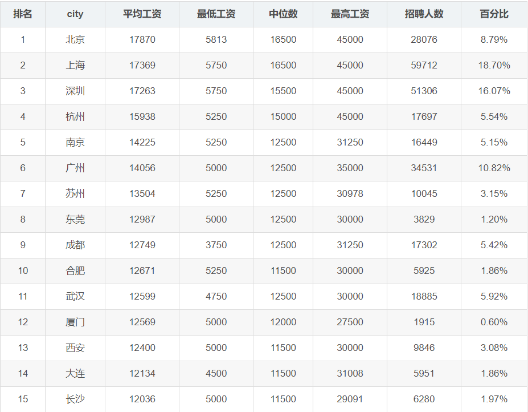 排名 city 平均工资 最低工资 中位数 最高工资 招聘人数 百分比
1 北京 17870 5813 16500 45000 28076 8.79%
2 上海 17369 5750 16500 45000 59712 18.70%
3 深圳 17263 5750 15500 45000 51306 16.07%
4 杭州 15938 5250 15000 45000 17697 5.54%
5 南京 14225 5250 12500 31250 16449 5.15%
6 广州 14056 5000 12500 35000 34531 10.82%
7 苏州 13504 5250 12500 30978 10045 3.15%
8 东莞 12987 5000 12500 30000 3829 1.20%
9 成都 12749 3750 12500 31250 17302 5.42%
10 合肥 12671 5250 11500 30000 5925 1.86%
11 武汉 12599 4750 12500 30000 18885 5.92%
12 厦门 12569 5000 12000 27500 1915 0.60%
13 西安 12400 5000 11500 30000 9846 3.08%
14 大连 12134 4500 11500 31008 5951 1.86%
15 长沙 12036 5000 11500 29091 6280 1.97%